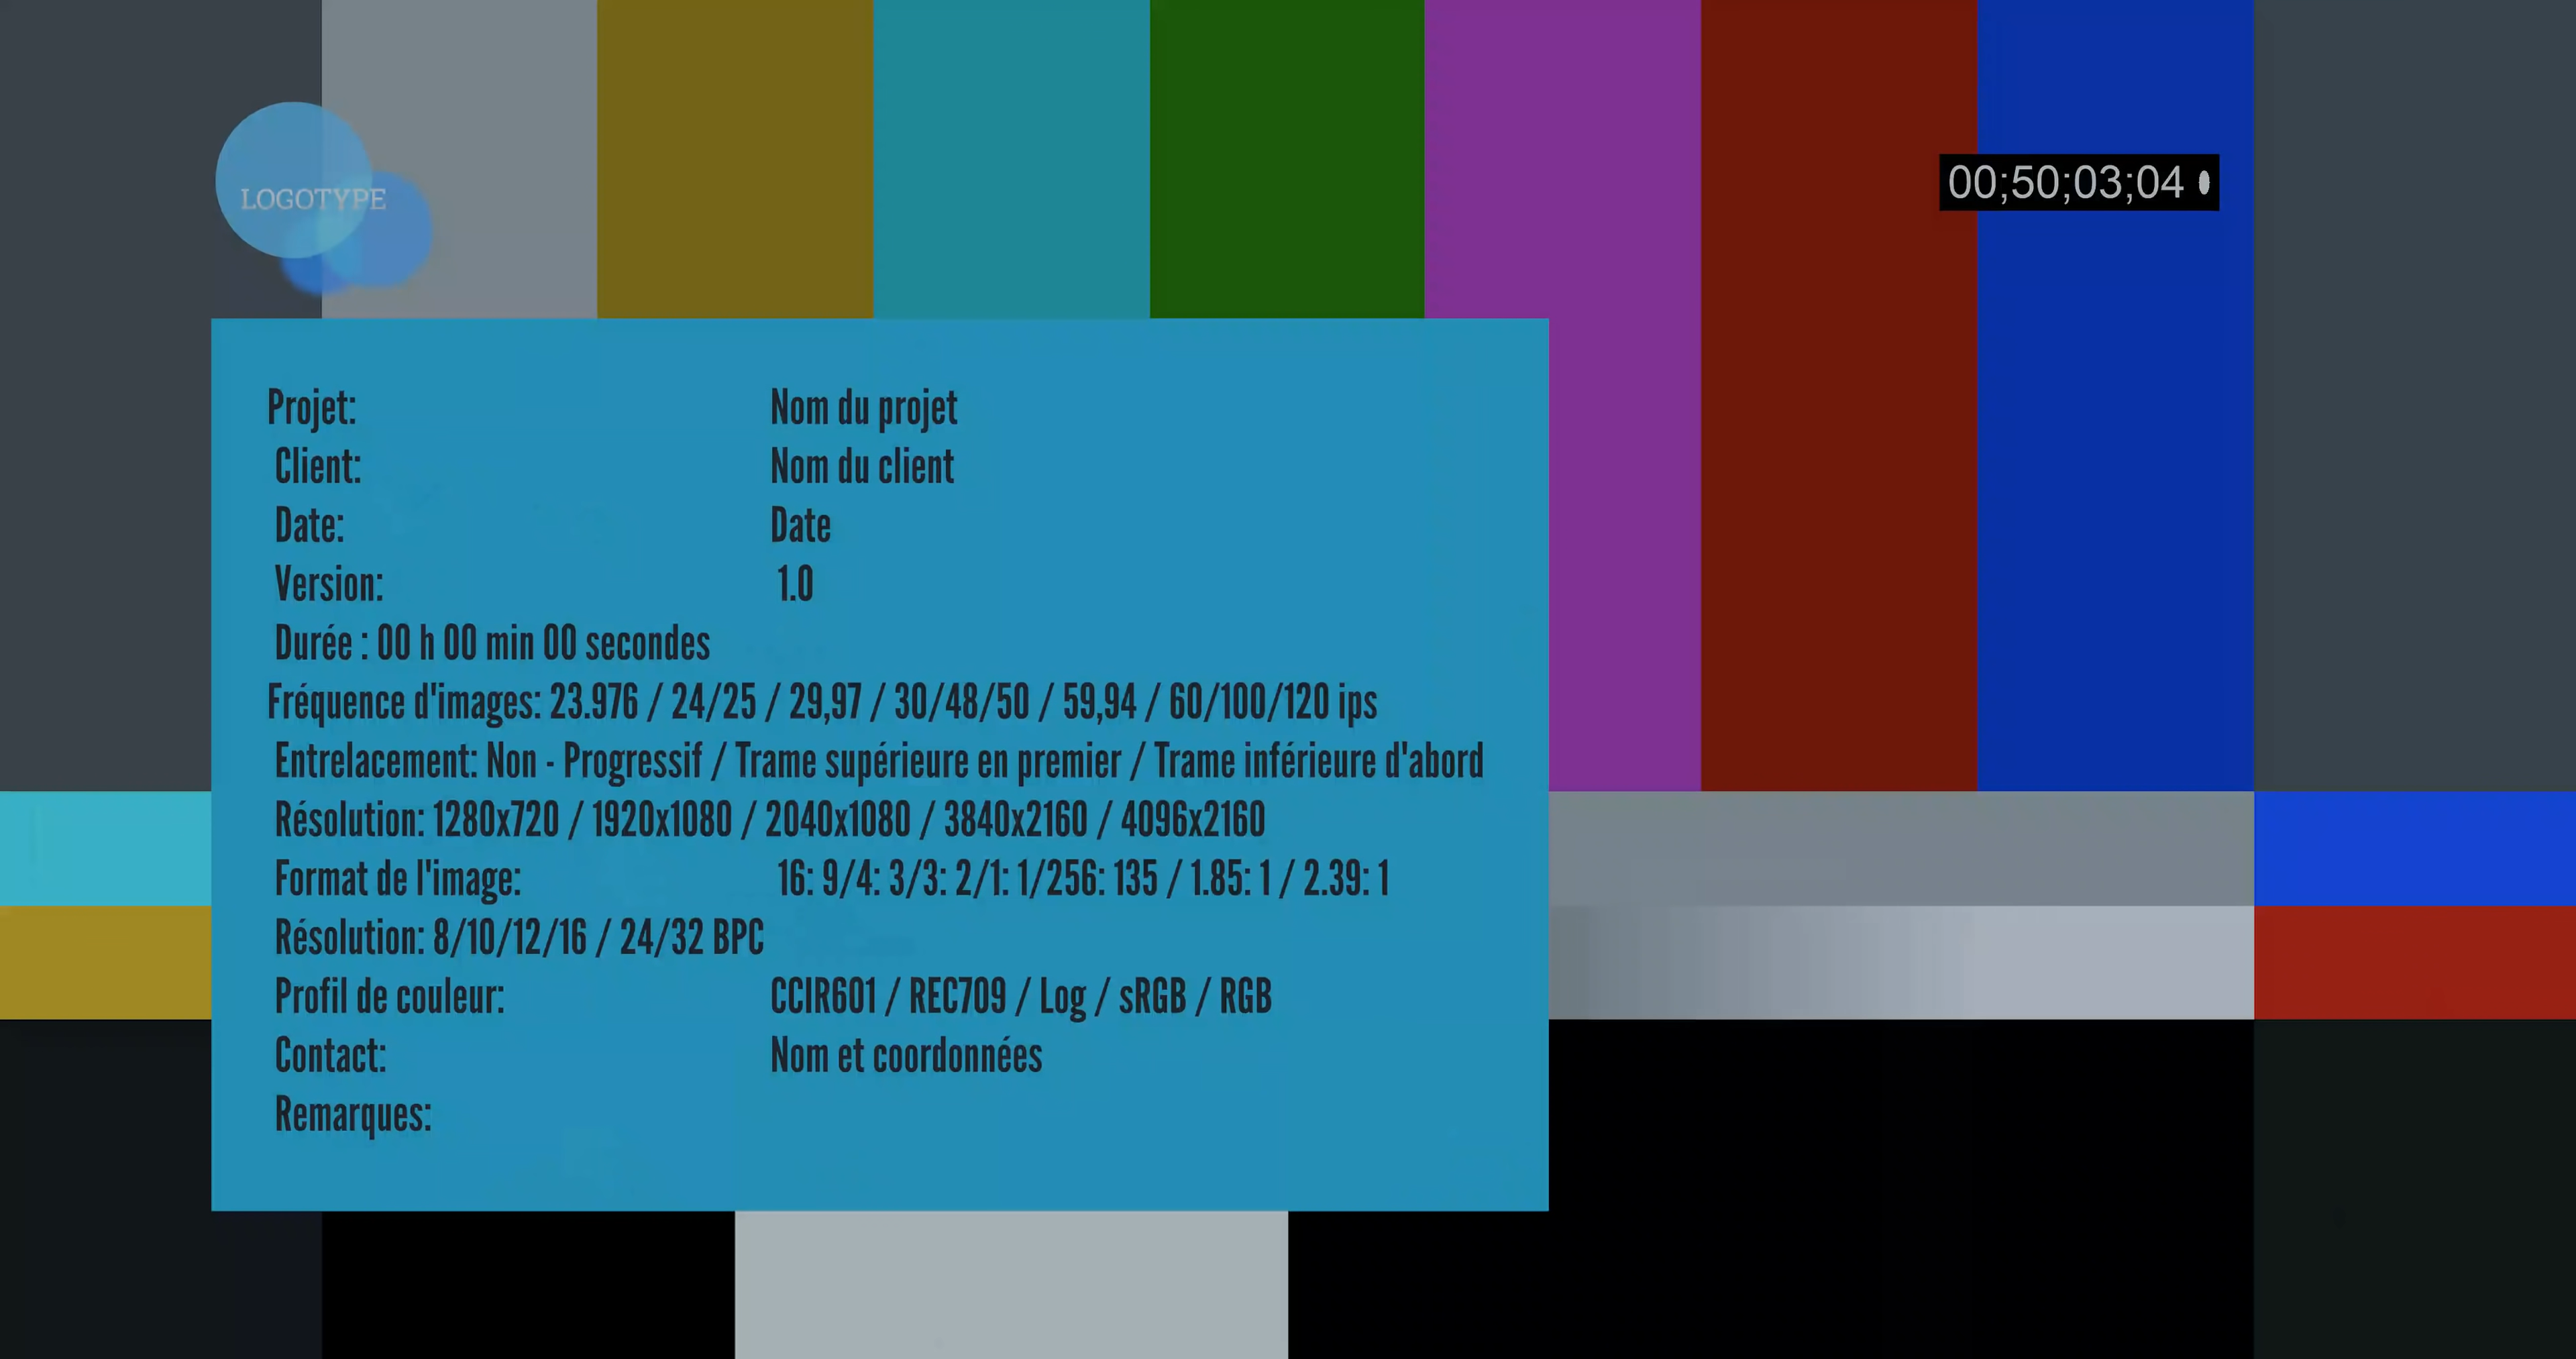 LOGOTYPE
00;50;03;04
Projet: Nom du projet
Client: Nom du client
Date: Date
Version: 1.0
Durée : 00 h 00 min 00 secondes
Fréquence d'images: 23.976 / 24/25 / 29,97 / 30/48/50 / 59,94 / 60/100/120 ips
Entrelacement: Non - Progressif / Trame supérieure en premier / Trame inférieure d'abord
Résolution: 1280x720 / 1920x1080 / 2040x1080 / 3840x2160 / 4096x2160
Format de l'image: 16: 9/4: 3/3: 2/1: 1/256: 135 / 1.85: 1 / 2.39: 1
Résolution: 8/10/12/16 / 24/32 BPC
Profil de couleur: CCIR601 / REC709 / Log / sRGB / RGB
Contact: Nom et coordonnées
Remarques: